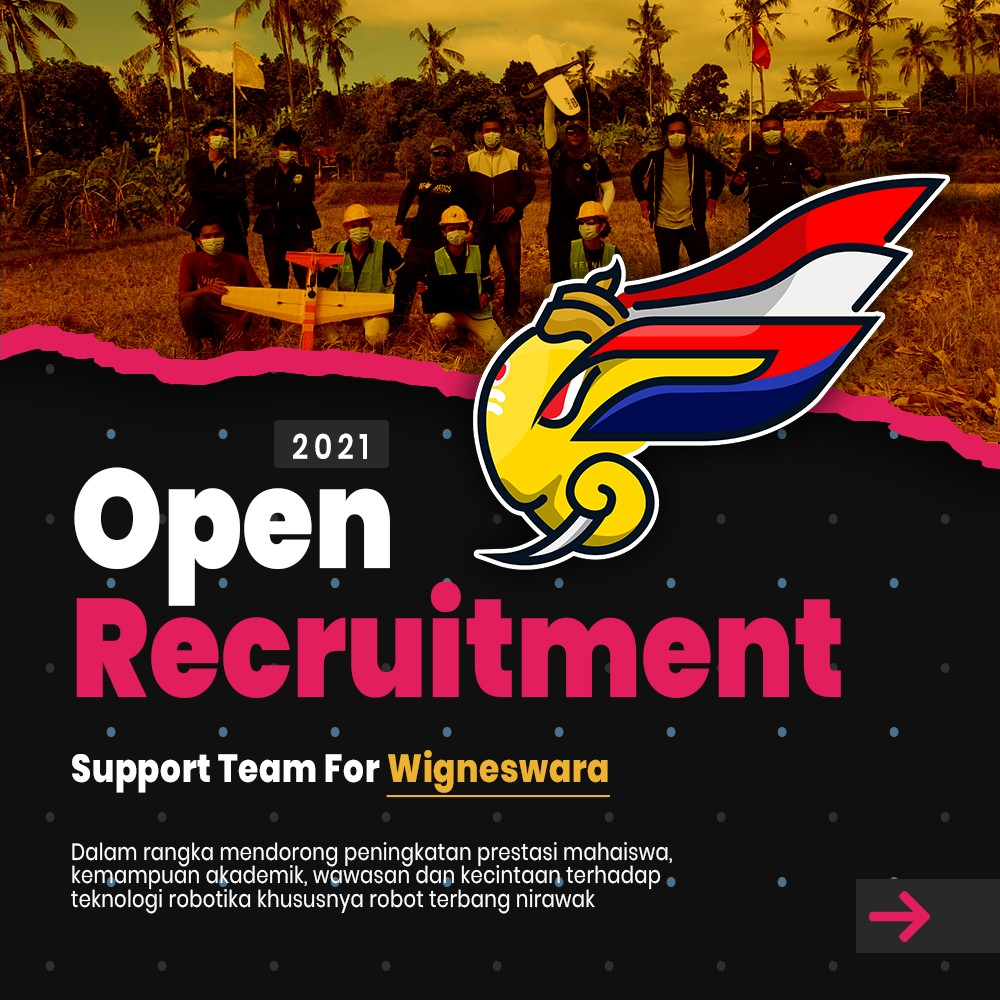 2021
Open
Recruitment
Support Team For Wigneswara
Dalam rangka mendorong peningkatan prestasi mahaiswa,
kemampuan akademik, wawasan dan kecintaan terhadap
teknologi robotika khususnya robot terbang nirawak